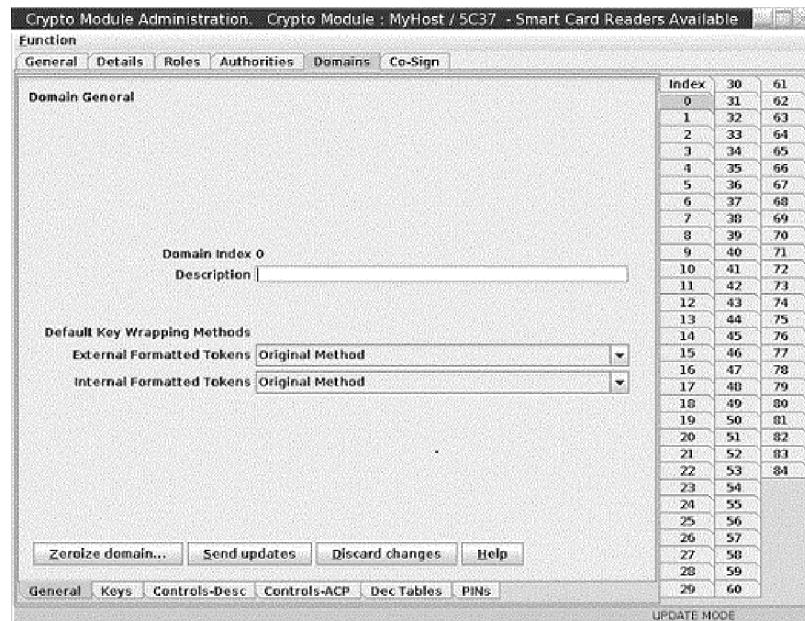 Crypto Module Administration. Crypto Module : MyHost / 5C37 - Smart Card Readers Available
Function
General Details Roles Authorities Domains Co-Sign
Domain General
Domain Index 0
Description
Default Key Wrapping Methods
External Formatted Tokens Original Method
Internal Formatted Tokens Original Method
Zeroize domain... Send updates Discard changes Help
General Keys Controls-Desc Controls-ACP Dec Tables PINs
Index 30 61
0 31 62
1 32 63
2 33 64
3 34 65
4 35 66
5 36 67
6 37 68
7 38 69
8 39 70
9 40 71
10 41 72
11 42 73
12 43 74
13 44 75
14 45 76
15 46 77
16 47 78
17 48 79
18 49 80
19 50 81
20 51 82
21 52 83
22 53 84
23 54
24 55
25 56
26 57
27 58
28 59
29 60
UPDATE MODE